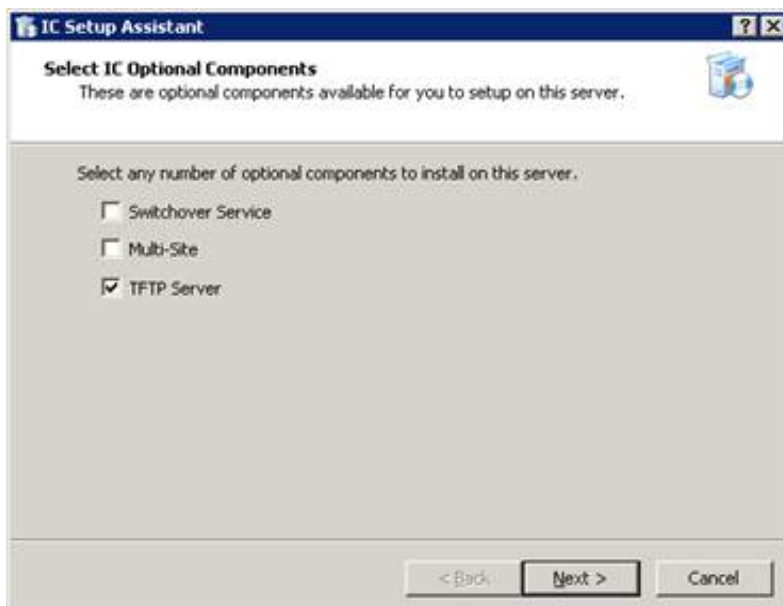 IC Setup Assistant
Select IC Optional Components
These are optional components available for you to setup on this server.
Select any number of optional components to install on this server.
Switchover Service
Multi-Site
TFTP Server
< Back
Next >
Cancel